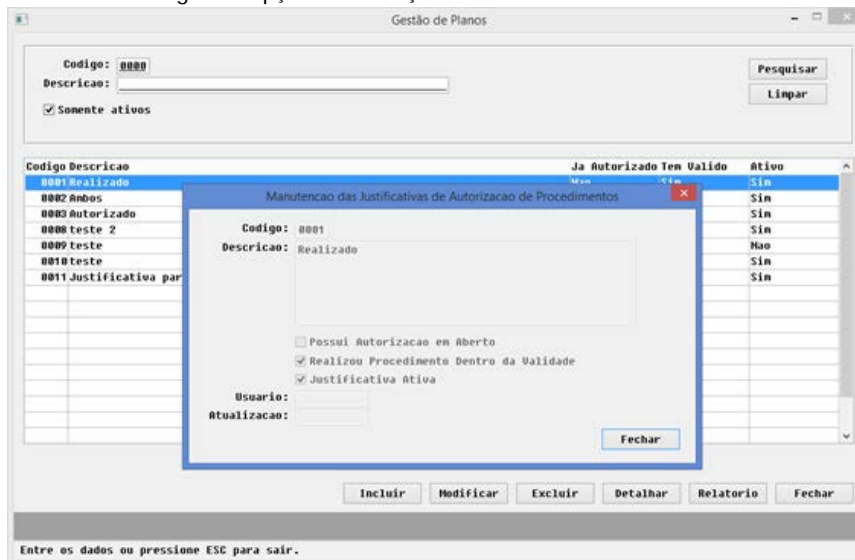 Gestão de Planos
Codigo: 0000
Descricao:
Pesquisar
Limpar
Somente ativos
Codigo Descricao Ja Autorizado Tem Valido Ativo
0001 Realizado Nao Sim Sim
0002 Ambos Sim
0003 Autorizado Sim
0008 teste 2 Sim
0009 teste Nao
0010 teste Sim
0011 Justificativa par Sim
Manutencao das Justificativas de Autorizacao de Procedimentos
Codigo: 0001
Descricao: Realizado
Possui Autorizacao em Aberto
Realizou Procedimento Dentro da Validade
Justificativa Ativa
Usuario:
Atualizacao:
Fechar
Incluir Modificar Excluir Detalhar Relatorio Fechar
Entre os dados ou pressione ESC para sair.